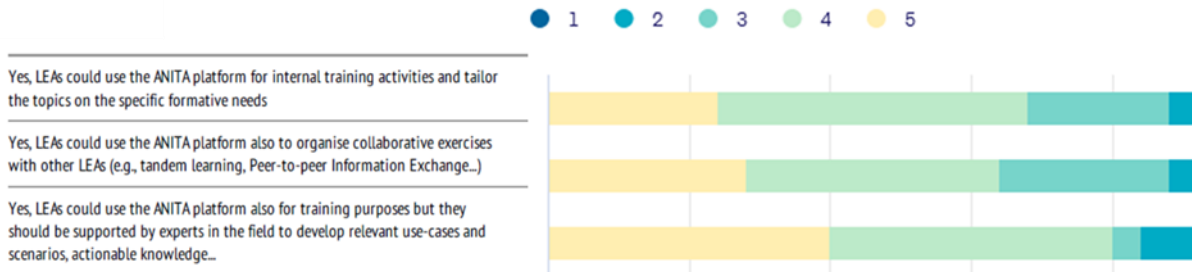 1 2 3 4 5
Yes, LEAs could use the ANITA platform for internal training activities and tailor
the topics on the specific formative needs
Yes, LEAs could use the ANITA platform also to organise collaborative exercises
with other LEAs (e.g., tandem learning, Peer-to-peer Information Exchange...)
Yes, LEAs could use the ANITA platform also for training purposes but they
should be supported by experts in the field to develop relevant use-cases and
scenarios, actionable knowledge...